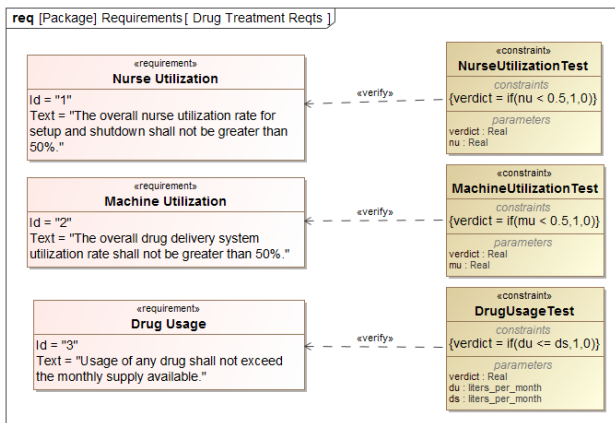 req [Package] Requirements[ Drug Treatment Reqts ]
«requirement»
Nurse Utilization
Id = "1"
Text = "The overall nurse utilization rate for
setup and shutdown shall not be greater than
50%."
«verify»
«constraint»
NurseUtilizationTest
constraints
{verdict = if(nu < 0.5,1,0)}
parameters
verdict : Real
nu : Real
«requirement»
Machine Utilization
Id = "2"
Text = "The overall drug delivery system
utilization rate shall not be greater than 50%."
«verify»
«constraint»
MachineUtilizationTest
constraints
{verdict = if(mu < 0.5,1,0)}
parameters
verdict : Real
mu : Real
«requirement»
Drug Usage
Id = "3"
Text = "Usage of any drug shall not exceed
the monthly supply available."
«verify»
«constraint»
DrugUsageTest
constraints
{verdict = if(du <= ds,1,0)}
parameters
verdict : Real
du : liters_per_month
ds : liters_per_month